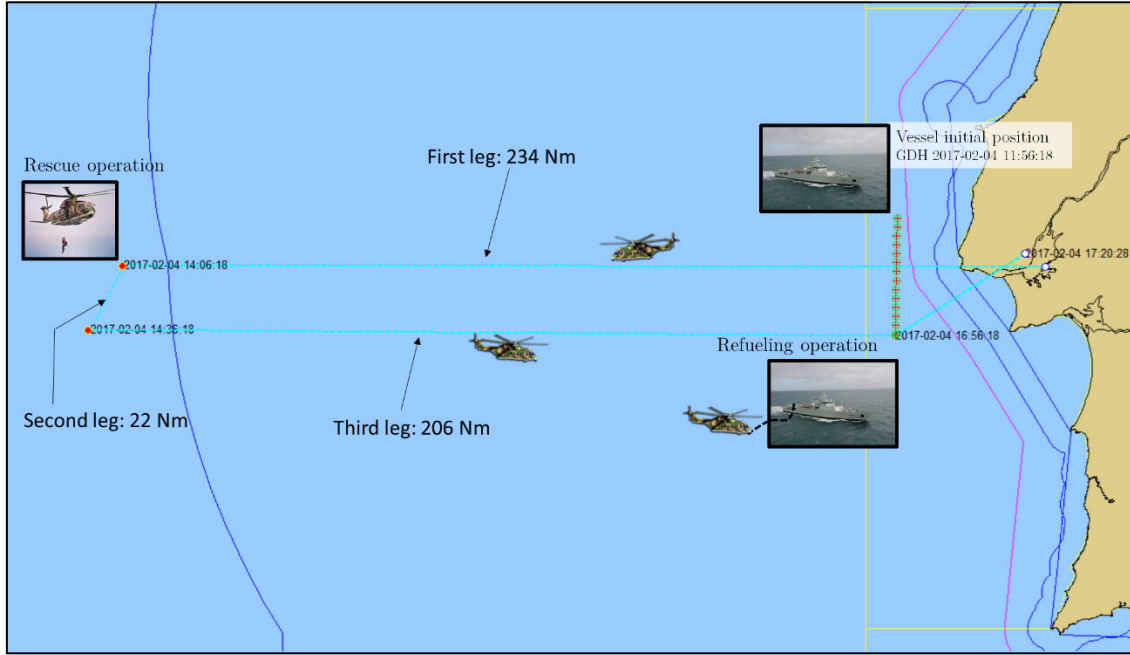 Vessel initial position
GDH 2017-02-04 11:56:18
First leg: 234 Nm
Rescue operation
2017-02-04 17:20:28
2017-02-04 14:06:18
2017-02-04 14:35:18
2017-02-04 16:56:18
Refueling operation
Second leg: 22 Nm
Third leg: 206 Nm